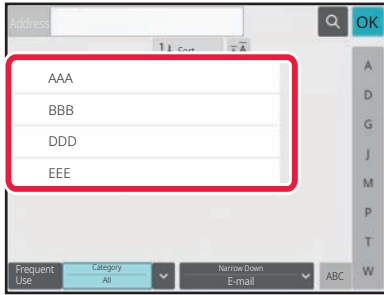 Address
OK
Sort
AAA
BBB
DDD
EEE
A
D
G
J
M
P
T
W
Frequent
Use
Category
All
Narrow Down
E-mail
ABC